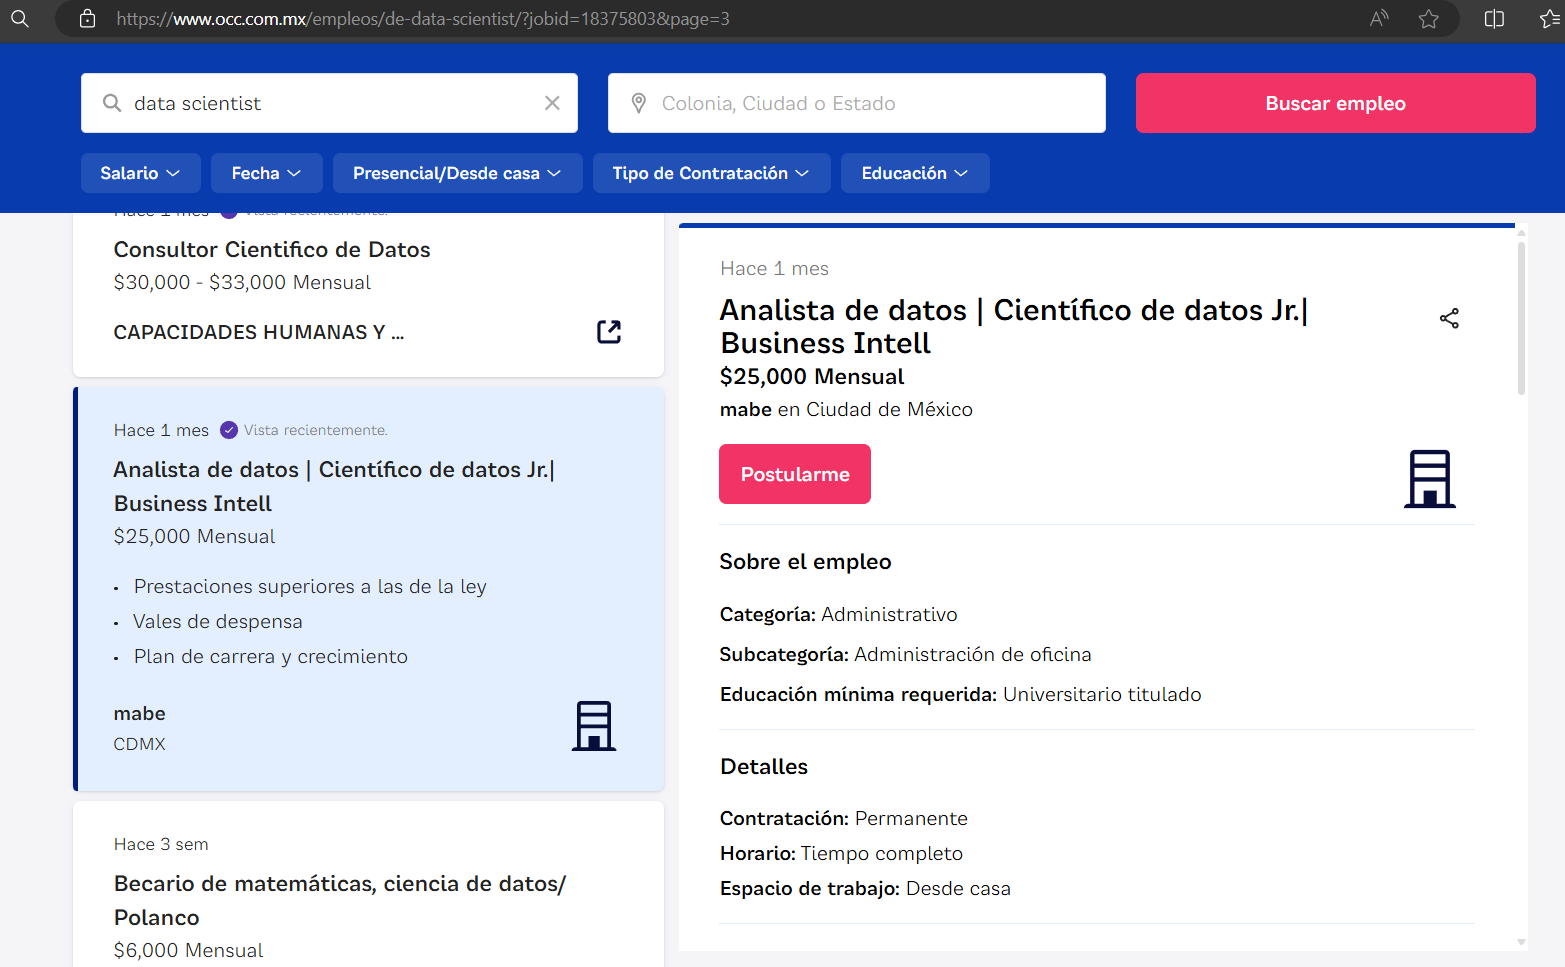 https://www.occ.com.mx/empleos/de-data-scientist/?jobid=18375803&page=3
data scientist
Colonia, Ciudad o Estado
Buscar empleo
Salario
Fecha
Presencial/Desde casa
Tipo de Contratación
Educación
Hace 1 mes Vista recientemente.
Consultor Cientifico de Datos
$30,000 - $33,000 Mensual
CAPACIDADES HUMANAS Y ...
Hace 1 mes Vista recientemente.
Analista de datos | Científico de datos Jr.|
Business Intell
$25,000 Mensual
• Prestaciones superiores a las de la ley
• Vales de despensa
• Plan de carrera y crecimiento
mabe
CDMX
Hace 3 sem
Becario de matemáticas, ciencia de datos/
Polanco
$6,000 Mensual
Hace 1 mes
Analista de datos | Científico de datos Jr.|
Business Intell
$25,000 Mensual
mabe en Ciudad de México
Postularme
Sobre el empleo
Categoría: Administrativo
Subcategoría: Administración de oficina
Educación mínima requerida: Universitario titulado
Detalles
Contratación: Permanente
Horario: Tiempo completo
Espacio de trabajo: Desde casa